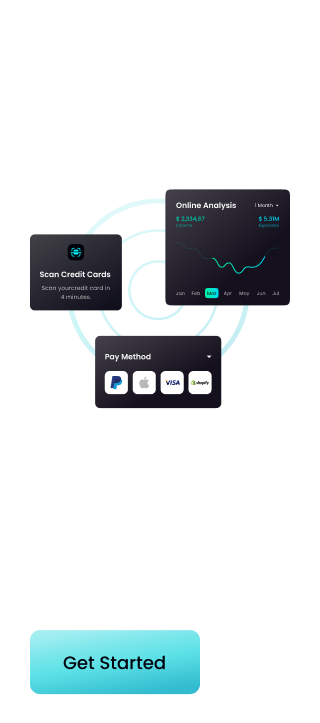 Online Analysis
1 Month
$ 2,334,67
$ 5.31M
Income
Expenses
Scan Credit Cards
Scan yourcredit card in
4 minutes.
Jan Feb Mar Apr May Jun Jul
Pay Method
VISA
shopify
Get Started